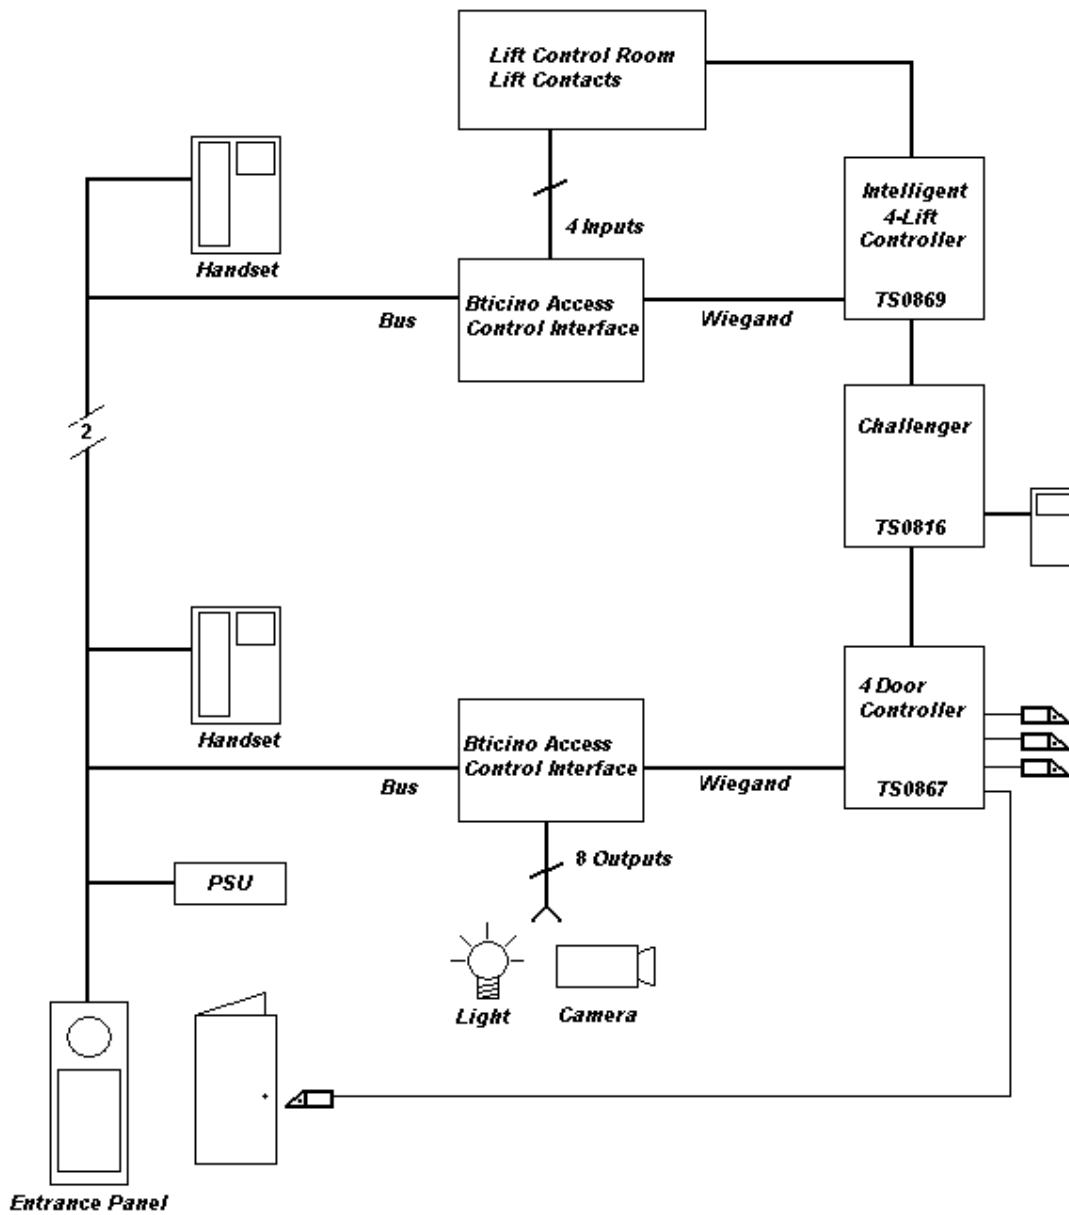 Lift Control Room
Lift Contacts
Intelligent
4-Lift
Controller
TS0869
4 Inputs
Handset
Bticino Access
Control Interface
Bus
Wiegand
2
Challenger
TS0816
Handset
4 Door
Controller
TS0867
Bticino Access
Control Interface
Bus
Wiegand
8 Outputs
PSU
Light
Camera
Entrance Panel